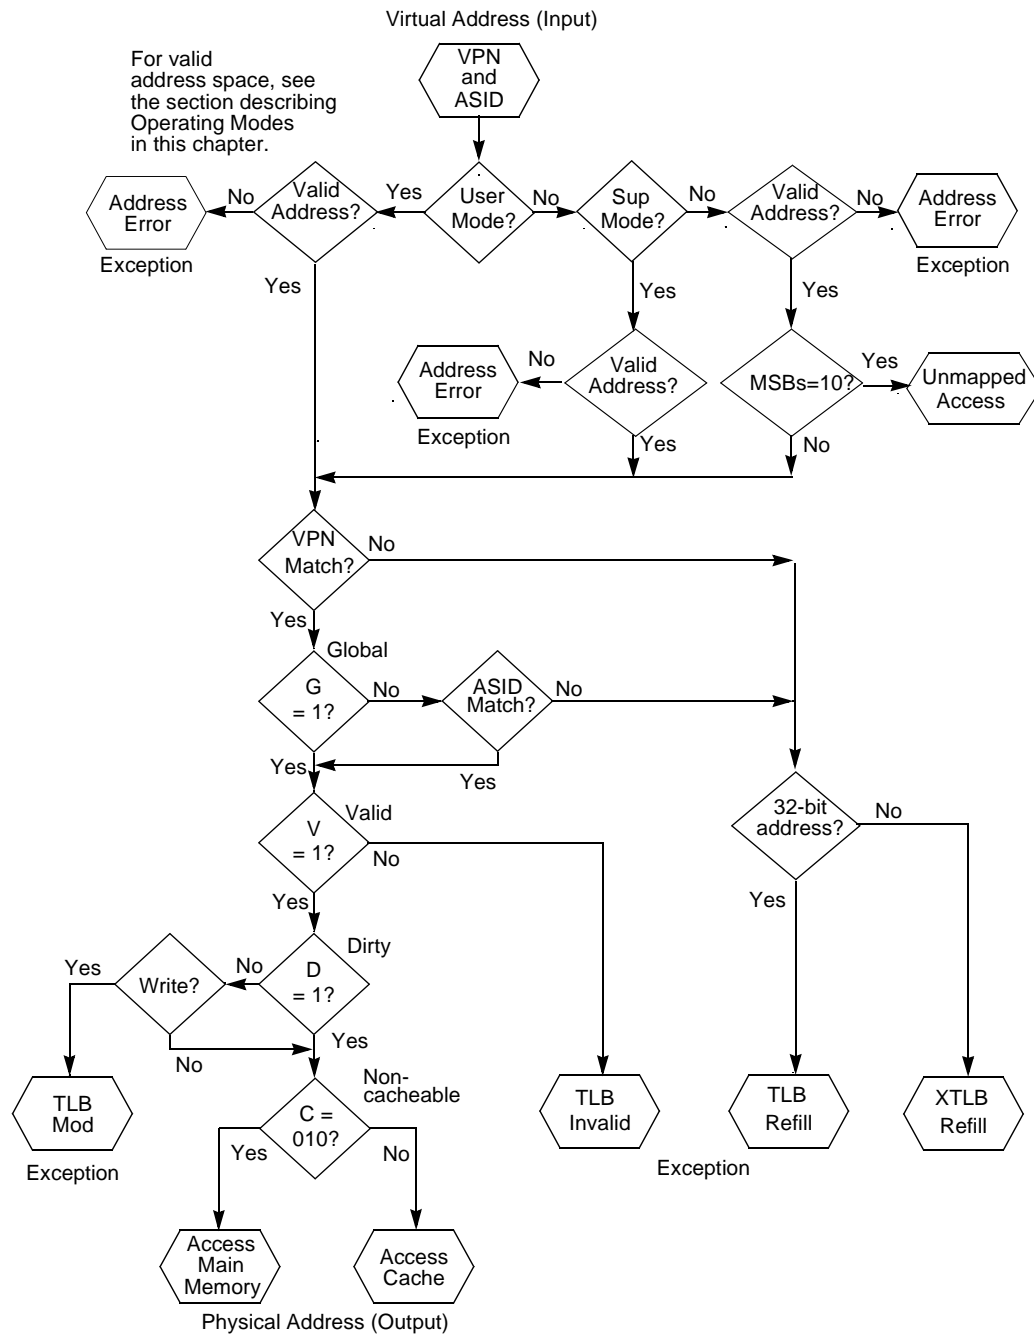 Virtual Address (Input)
For valid
address space, see
the section describing
Operating Modes
in this chapter.
VPN
and
ASID
Address
Error
Exception
No
Valid
Address?
Yes
User
Mode?
No
Sup
Mode?
No
Valid
Address?
No
Address
Error
Exception
Yes
Yes
Yes
Address
Error
Exception
No
Valid
Address?
MSBs=10?
Yes
Unmapped
Access
Yes
No
VPN
Match?
No
Yes
Global
G
= 1?
No
ASID
Match?
No
Yes
Yes
Valid
V
= 1?
No
32-bit
address?
No
Yes
Yes
Dirty
Yes
Write?
No
D
= 1?
No
Yes
TLB
Mod
Exception
Non-
cacheable
C =
010?
Yes
No
TLB
Invalid
TLB
Refill
XTLB
Refill
Exception
Access
Main
Memory
Access
Cache
Physical Address (Output)